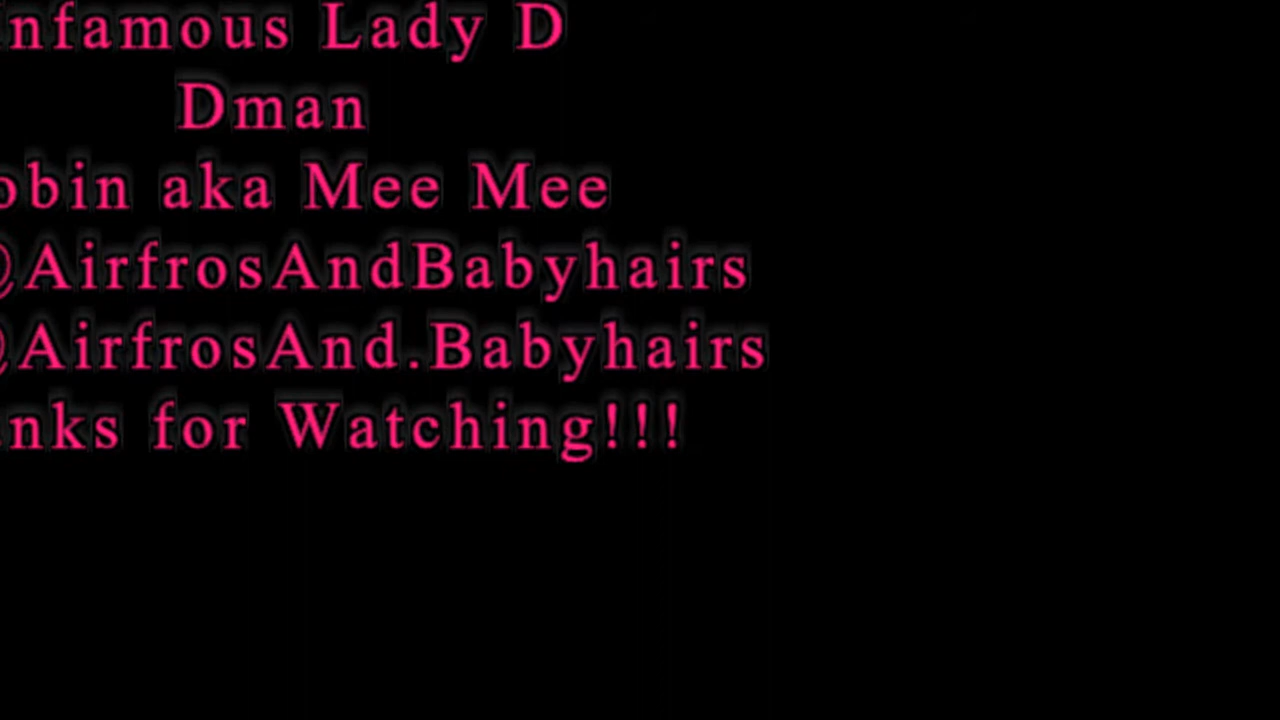 nfamous Lady D
Dman
obin aka Mee Mee
@AirfrosAndBabyhairs
@AirfrosAnd.Babyhairs
nks for Watching!!!